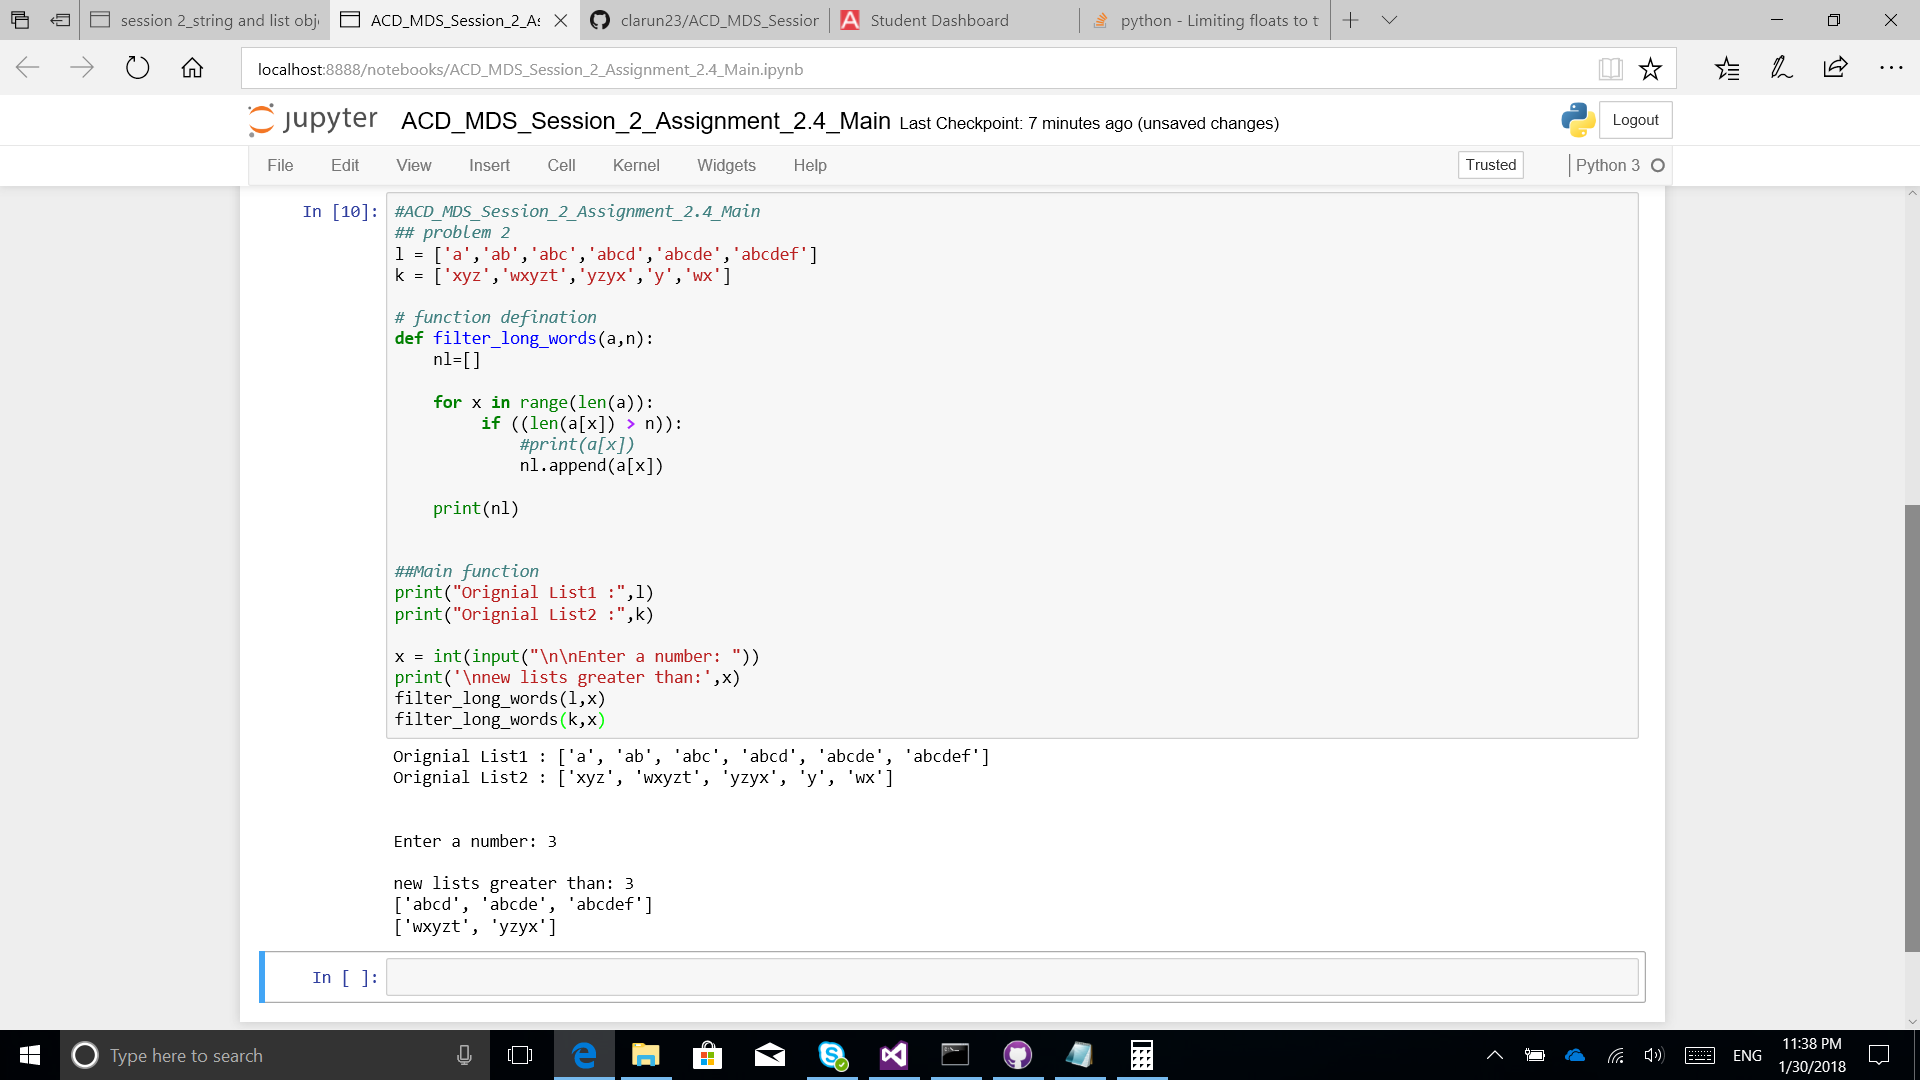 session 2_string and list obj
ACD_MDS_Session_2_As
clarun23/ACD_MDS_Session
Student Dashboard
python - Limiting floats to t
localhost:8888/notebooks/ACD_MDS_Session_2_Assignment_2.4_Main.ipynb
jupyter ACD_MDS_Session_2_Assignment_2.4_Main Last Checkpoint: 7 minutes ago (unsaved changes)
Logout
File Edit View Insert Cell Kernel Widgets Help
Trusted
Python 3
In [10]:
#ACD_MDS_Session_2_Assignment_2.4_Main
## problem 2
l = ['a','ab','abc','abcd','abcde','abcdef']
k = ['xyz','wxyzt','yzyx','y','wx']
# function defination
def filter_long_words(a,n):
    nl=[]
    for x in range(len(a)):
         if ((len(a[x]) > n)):
             #print(a[x])
             nl.append(a[x])
    print(nl)
##Main function
print("Orignial List1 :",l)
print("Orignial List2 :",k)
x = int(input("\n\nEnter a number: "))
print('\nnew lists greater than:',x)
filter_long_words(l,x)
filter_long_words(k,x)
Orignial List1 : ['a', 'ab', 'abc', 'abcd', 'abcde', 'abcdef']
Orignial List2 : ['xyz', 'wxyzt', 'yzyx', 'y', 'wx']
Enter a number: 3
new lists greater than: 3
['abcd', 'abcde', 'abcdef']
['wxyzt', 'yzyx']
In [ ]:
Type here to search
ENG
11:38 PM
1/30/2018